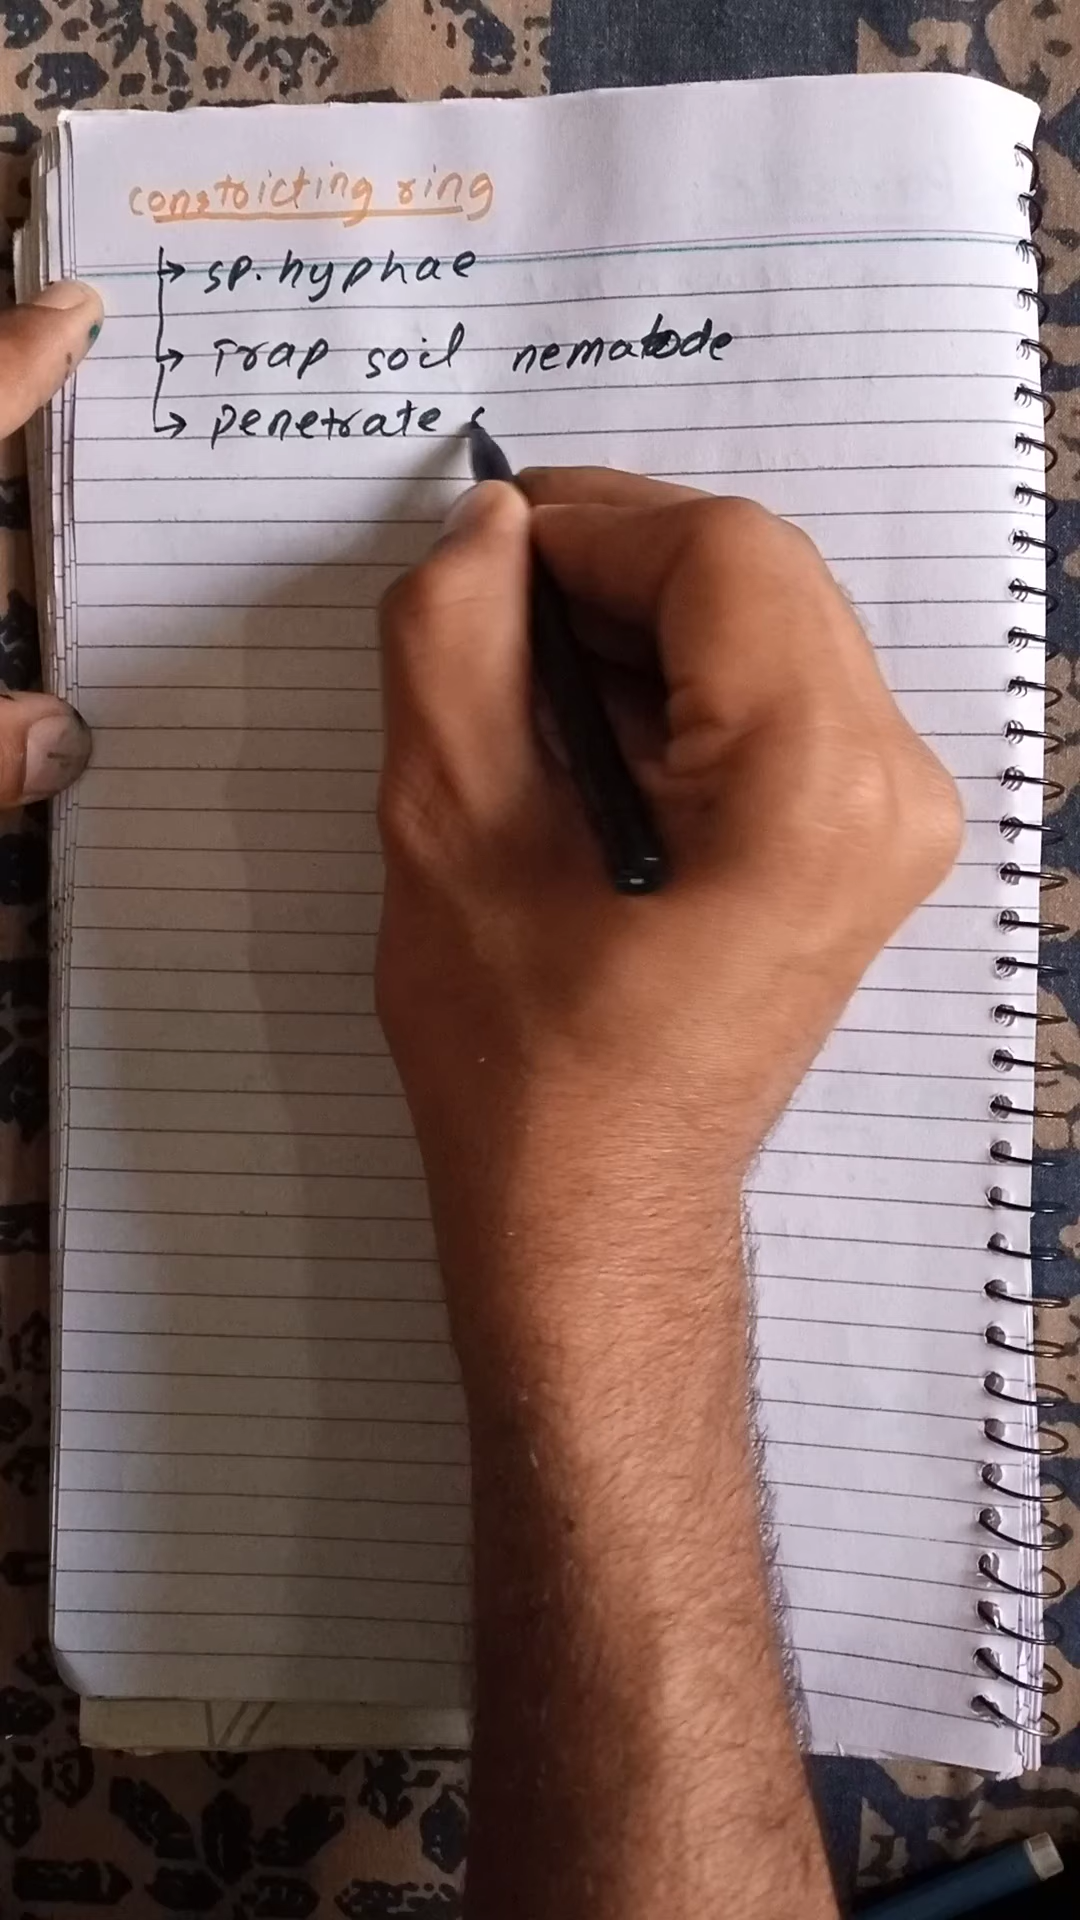 constricting ring
sp. hyphae
Trap soil nematode
penetrate